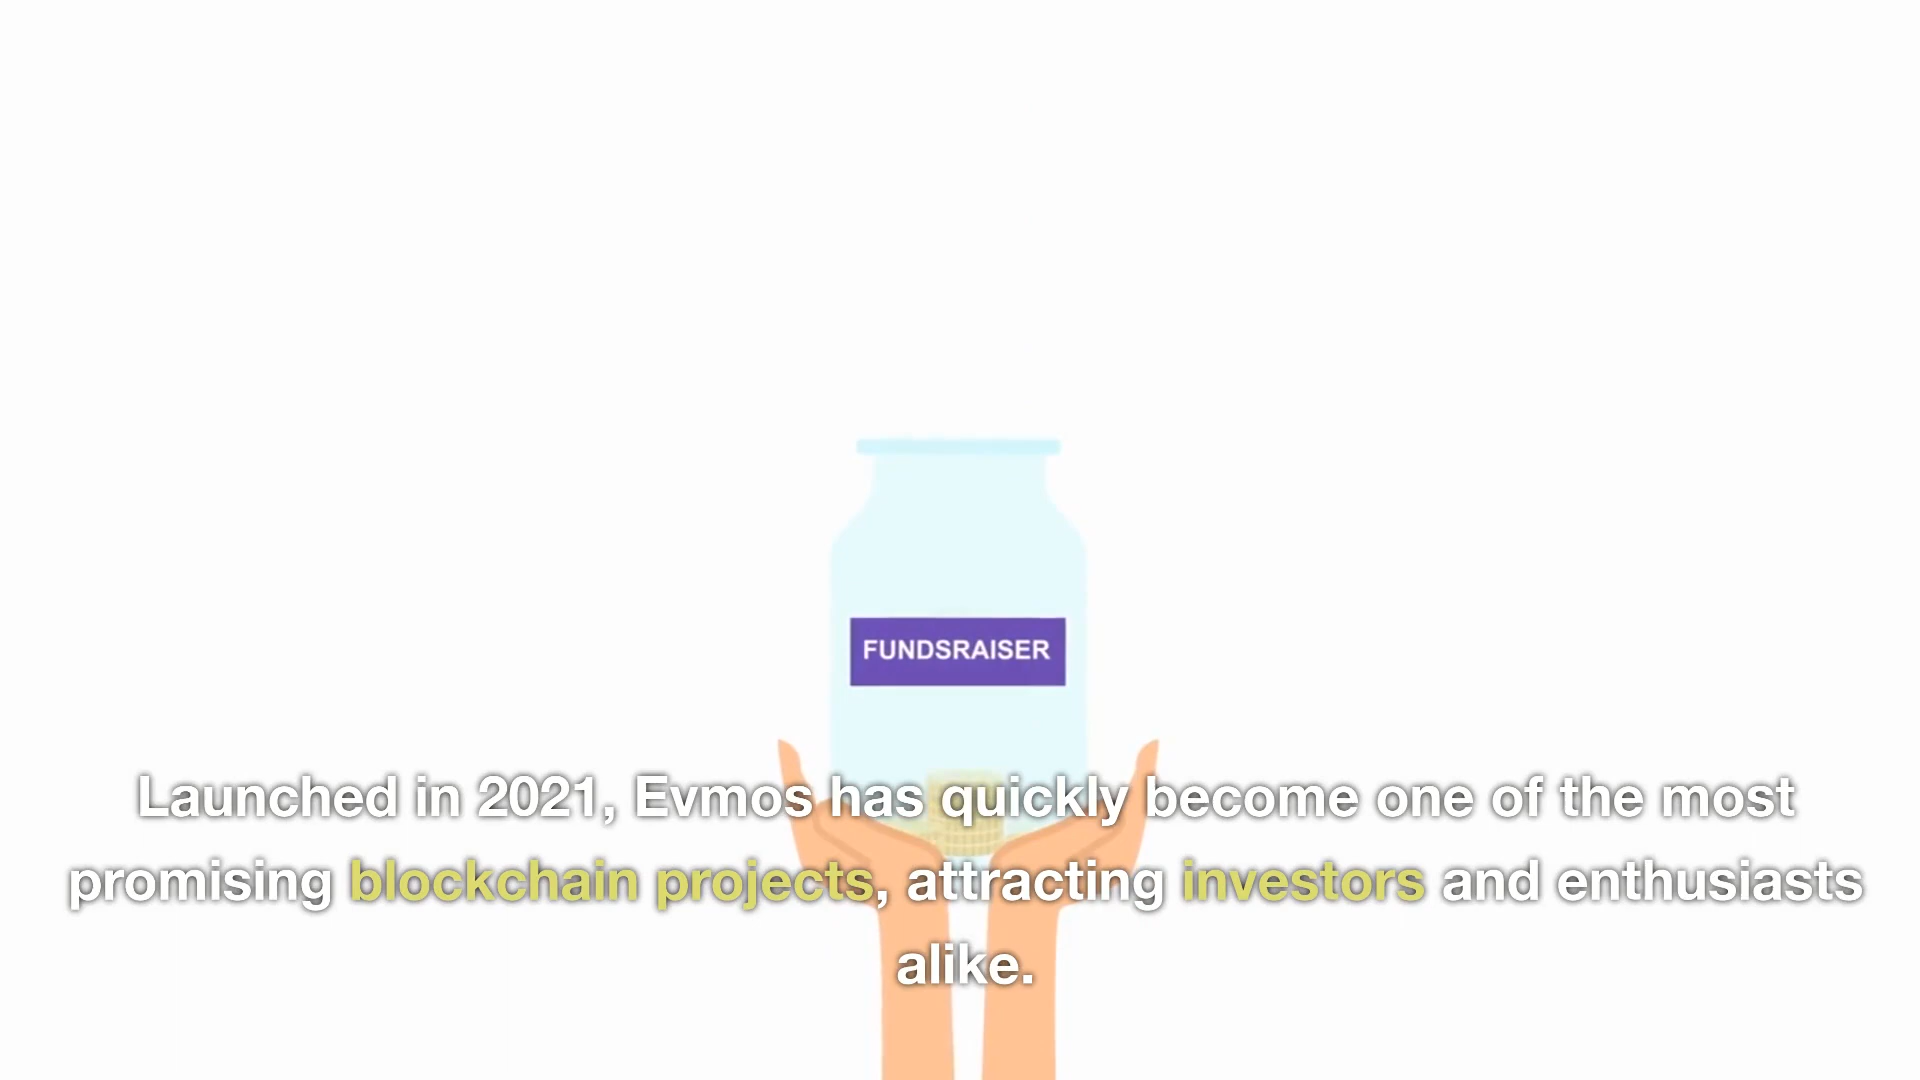 FUNDSRAISER
Launched in 2021, Evmos has quickly become one of the most
promising blockchain projects, attracting investors and enthusiasts
alike.